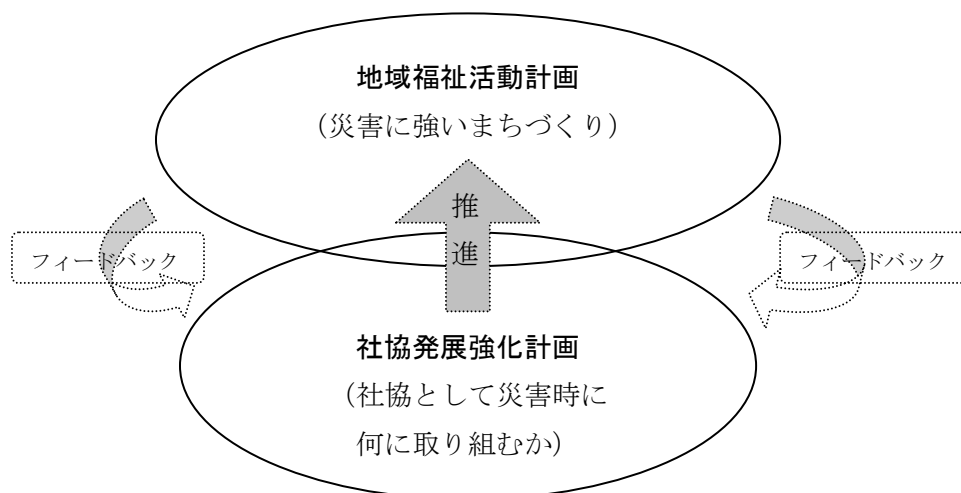 地域福祉活動計画
（災害に強いまちづくり）
推
進
フィードバック
フィードバック
社協発展強化計画
（社協として災害時に
何に取り組むか）